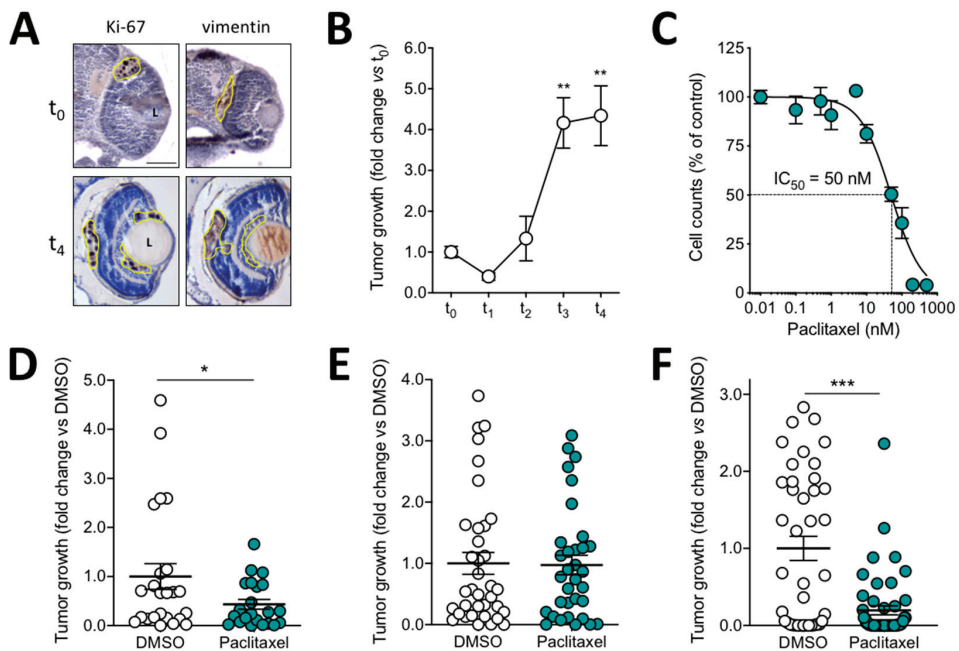 A
Ki-67
vimentin
t0
L
t4
L
B
Tumor growth (fold change vs t0)
6.0
5.0
4.0
3.0
2.0
1.0
0.0
**
**
t0
t1
t2
t3
t4
C
Cell counts (% of control)
125
100
75
50
25
0
IC50 = 50 nM
0.01
0.1
1
10
100
1000
Paclitaxel (nM)
D
Tumor growth (fold change vs DMSO)
5.0
4.0
3.0
2.0
1.0
0.0
*
DMSO
Paclitaxel
E
Tumor growth (fold change vs DMSO)
4.0
3.0
2.0
1.0
0.0
DMSO
Paclitaxel
F
Tumor growth (fold change vs DMSO)
3.0
2.0
1.0
0.0
***
DMSO
Paclitaxel